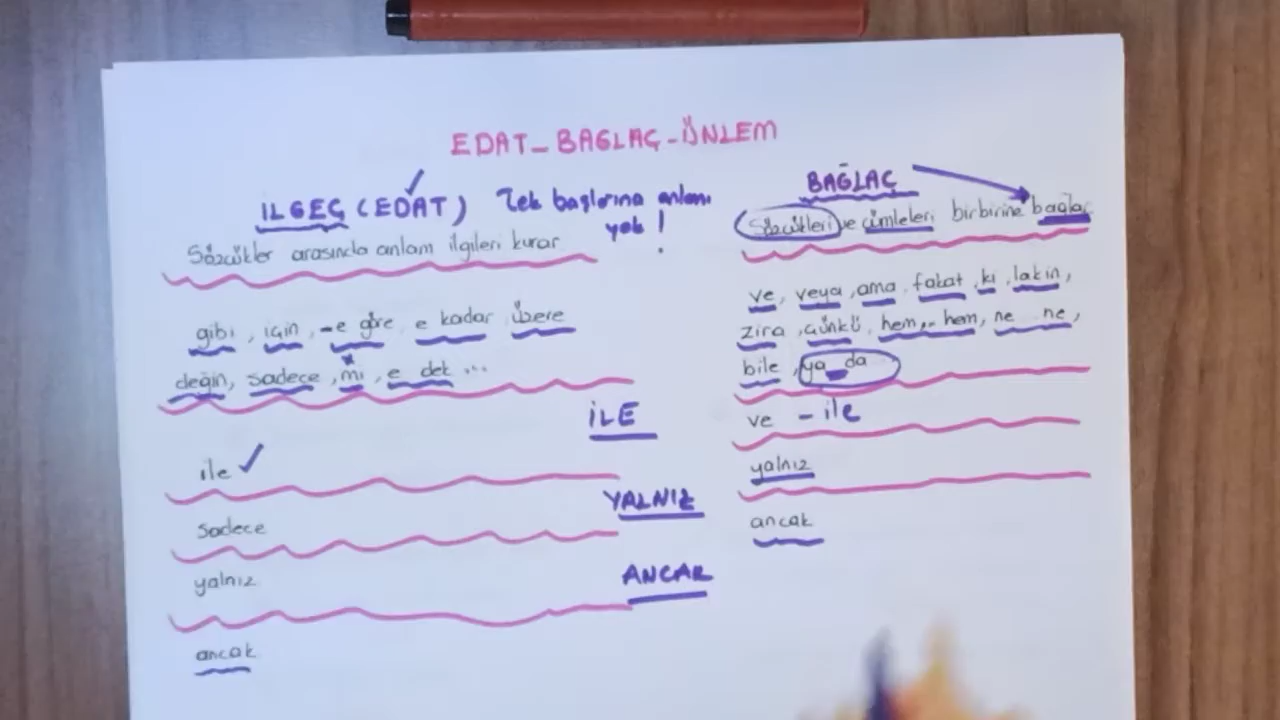 EDAT_BAGLAÇ-ÜNLEM
İLGEÇ (EDAT) Tek başlarına anlamı yok !
Sözcükler arasında anlam ilgileri kurar
gibi, için, -e göre, e kadar, üzere
değin, sadece, mi, e dek ...
ile
sadece
yalnız
ancak
İLE
YALNIZ
ANCAK
BAĞLAÇ
Sözcükleri ve cümleleri birbirine bağlar
ve, veya, ama, fakat, ki, lakin,
zira, çünkü, hem... hem, ne ne,
bile, ya da
ve - ile
yalnız
ancak